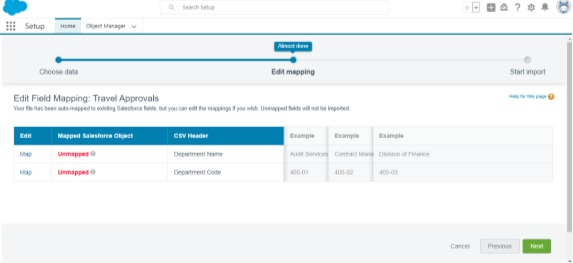 Search Setup
Setup Home Object Manager
Almost done
Choose data Edit mapping Start import
Edit Field Mapping: Travel Approvals
Help for this page
Your file has been auto-mapped to existing Salesforce fields, but you can edit the mappings if you wish. Unmapped fields will not be imported.
Edit Mapped Salesforce Object CSV Header Example Example Example
Map Unmapped Department Name Audit Services Contract Mana Division of Finance
Map Unmapped Department Code 405-01 405-02 405-03
Cancel Previous Next